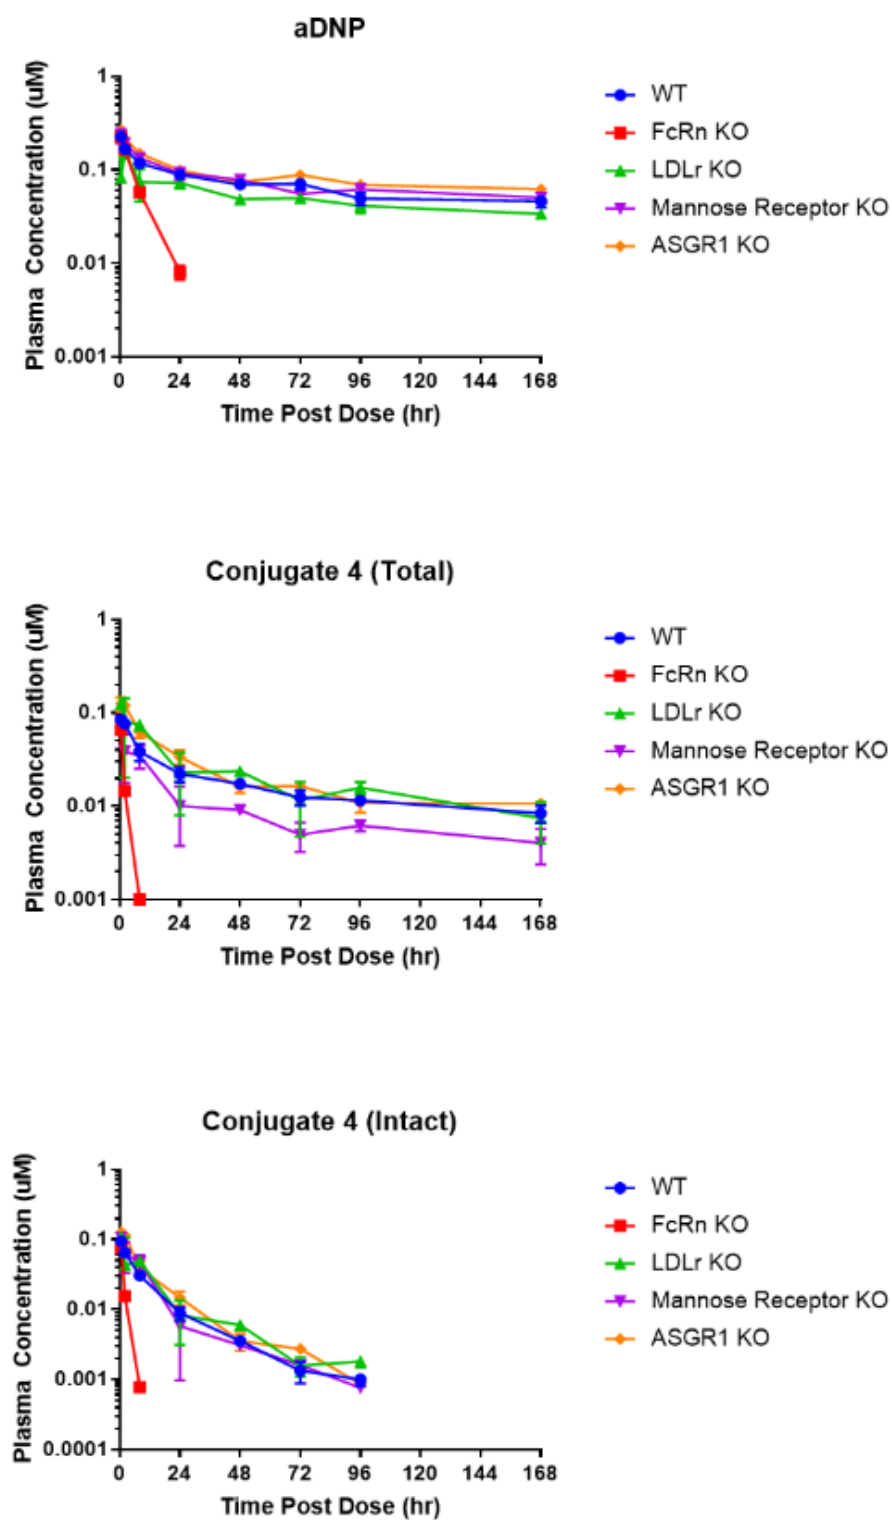 aDNP
Plasma Concentration (uM)
1
0.1
0.01
0.001
0 24 48 72 96 120 144 168
Time Post Dose (hr)
WT
FcRn KO
LDLr KO
Mannose Receptor KO
ASGR1 KO
Conjugate 4 (Total)
Plasma Concentration (uM)
1
0.1
0.01
0.001
0 24 48 72 96 120 144 168
Time Post Dose (hr)
WT
FcRn KO
LDLr KO
Mannose Receptor KO
ASGR1 KO
Conjugate 4 (Intact)
Plasma Concentration (uM)
1
0.1
0.01
0.001
0.0001
0 24 48 72 96 120 144 168
Time Post Dose (hr)
WT
FcRn KO
LDLr KO
Mannose Receptor KO
ASGR1 KO